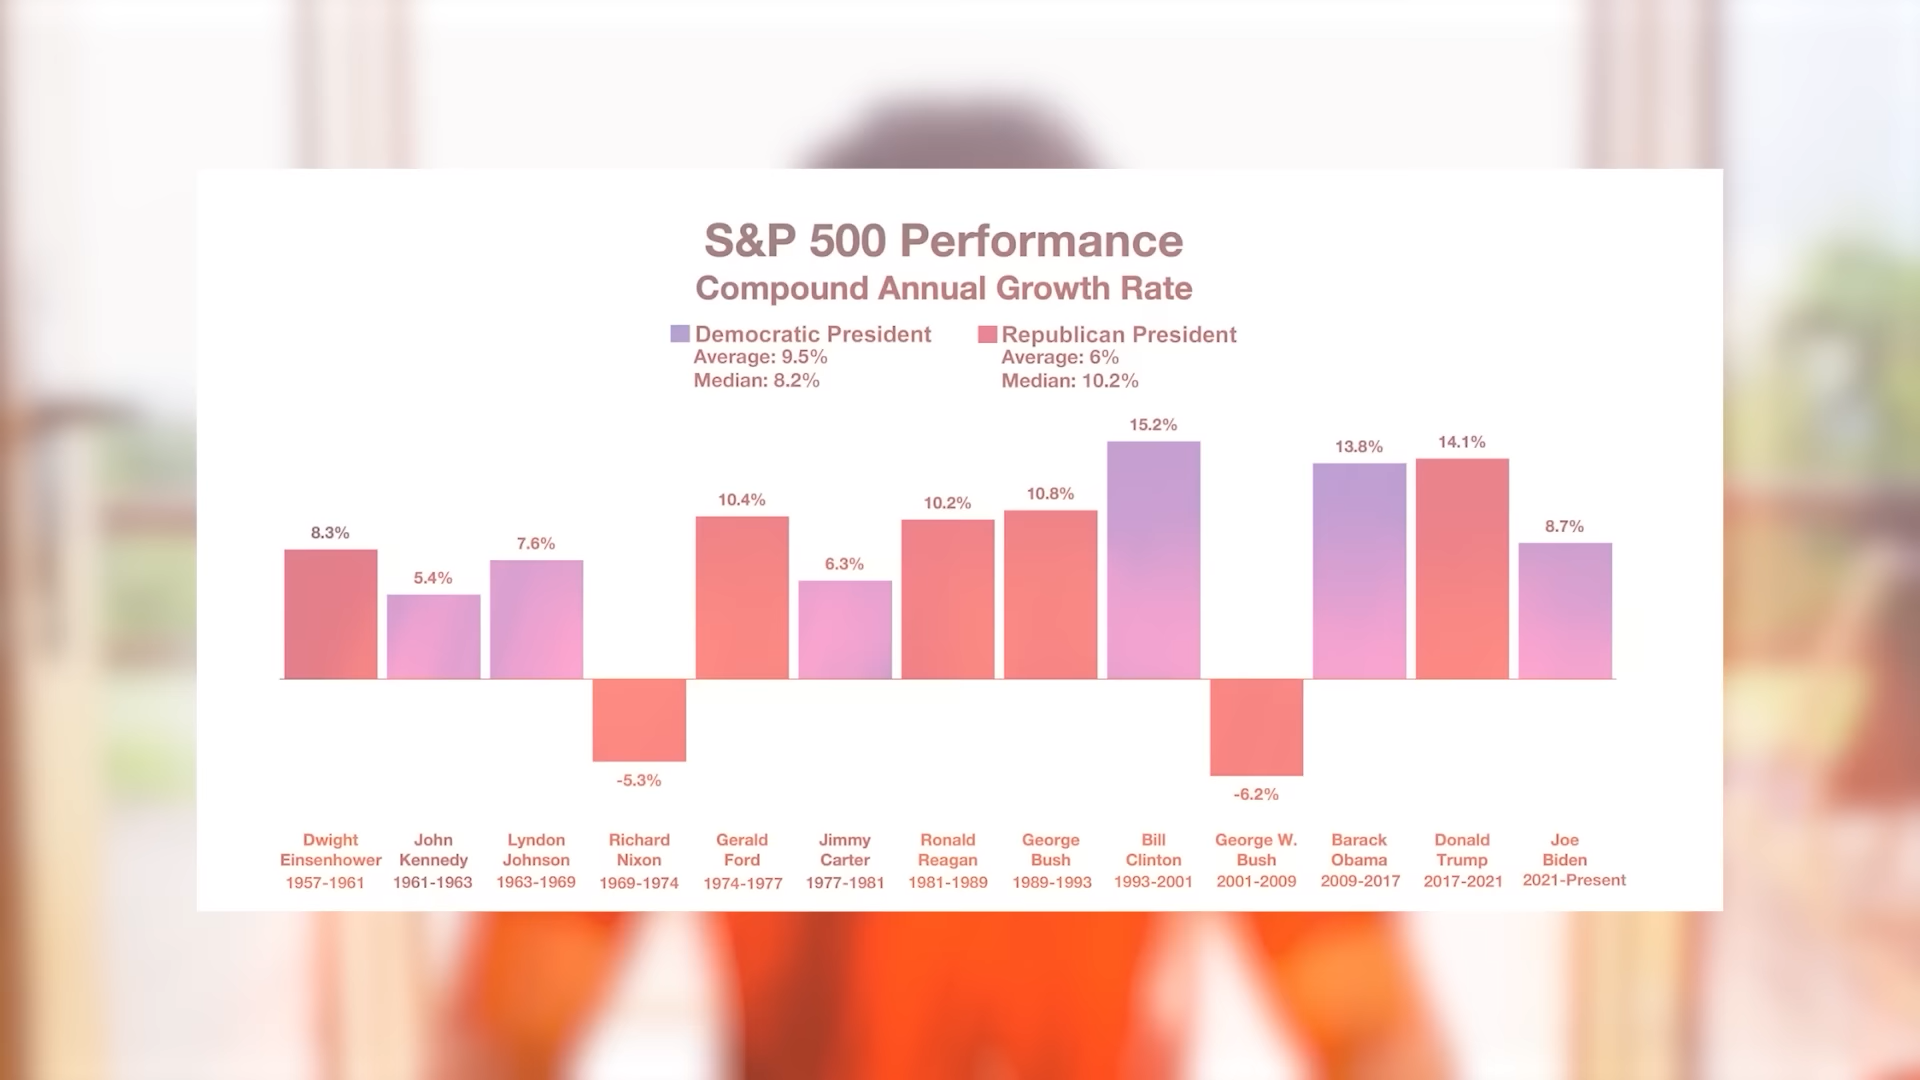 S&P 500 Performance
Compound Annual Growth Rate
Democratic President
Average: 9.5%
Median: 8.2%
Republican President
Average: 6%
Median: 10.2%
8.3%
5.4%
7.6%
-5.3%
10.4%
6.3%
10.2%
10.8%
15.2%
-6.2%
13.8%
14.1%
8.7%
Dwight
Einsenhower
1957-1961
John
Kennedy
1961-1963
Lyndon
Johnson
1963-1969
Richard
Nixon
1969-1974
Gerald
Ford
1974-1977
Jimmy
Carter
1977-1981
Ronald
Reagan
1981-1989
George
Bush
1989-1993
Bill
Clinton
1993-2001
George W.
Bush
2001-2009
Barack
Obama
2009-2017
Donald
Trump
2017-2021
Joe
Biden
2021-Present